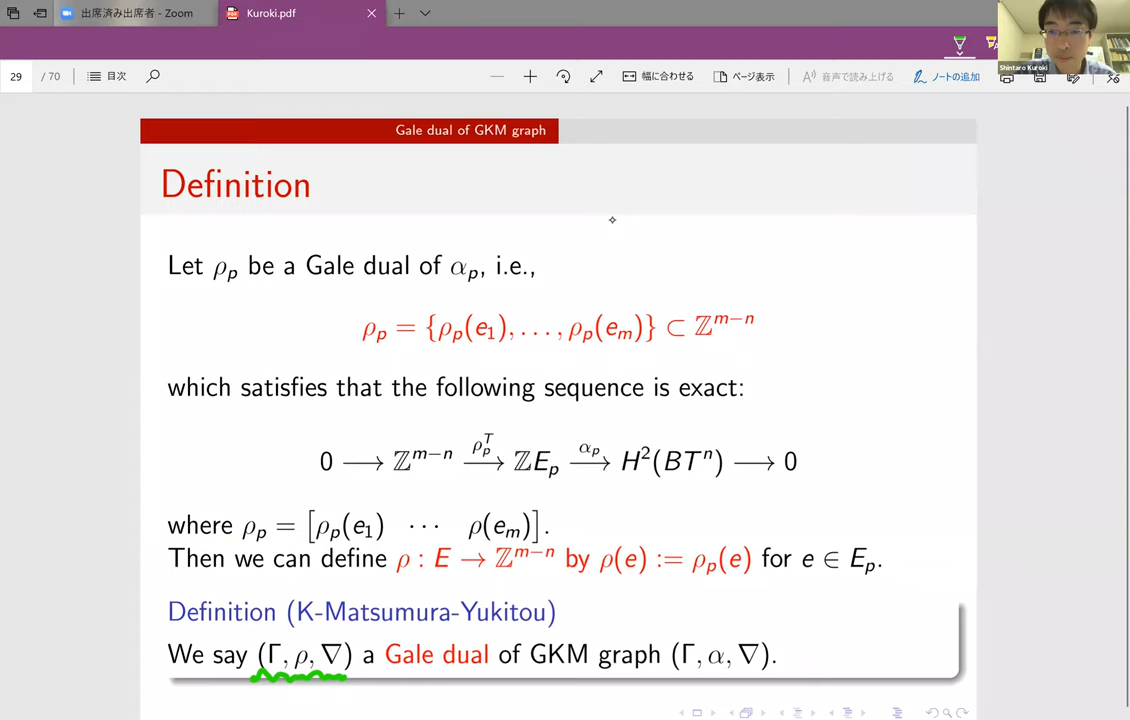 出席済み出席者 - Zoom
Kuroki.pdf
29 / 70 目次 幅に合わせる ページ表示 音声で読み上げる ノートの追加
Shintaro Kuroki
Gale dual of GKM graph
Definition
Let ρ_p be a Gale dual of α_p, i.e.,
ρ_p = {ρ_p(e_1), . . . , ρ_p(e_m)} ⊂ ℤ^{m−n}
which satisfies that the following sequence is exact:
0 ⟶ ℤ^{m−n} ⟶^{ρ_p^T} ℤE_p ⟶^{α_p} H^2(BT^n) ⟶ 0
where ρ_p = [ρ_p(e_1) ··· ρ(e_m)].
Then we can define ρ : E → ℤ^{m−n} by ρ(e) := ρ_p(e) for e ∈ E_p.
Definition (K-Matsumura-Yukitou)
We say (Γ, ρ, ∇) a Gale dual of GKM graph (Γ, α, ∇).